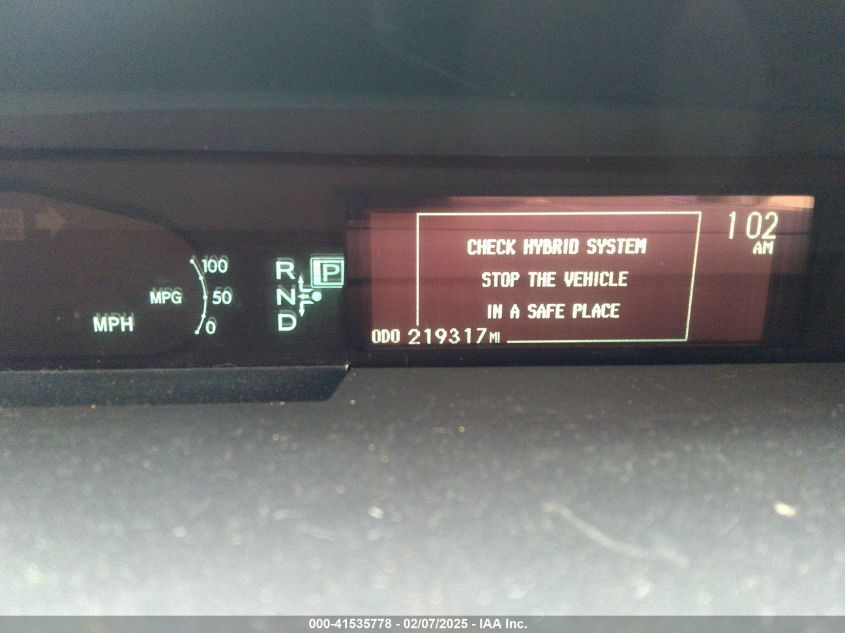 1 02
AM
CHECK HYBRID SYSTEM
STOP THE VEHICLE
IN A SAFE PLACE
ODO 219317 MI
100
MPG 50
0
MPH
R
P
N
D
000-41535778 - 02/07/2025 - IAA Inc.